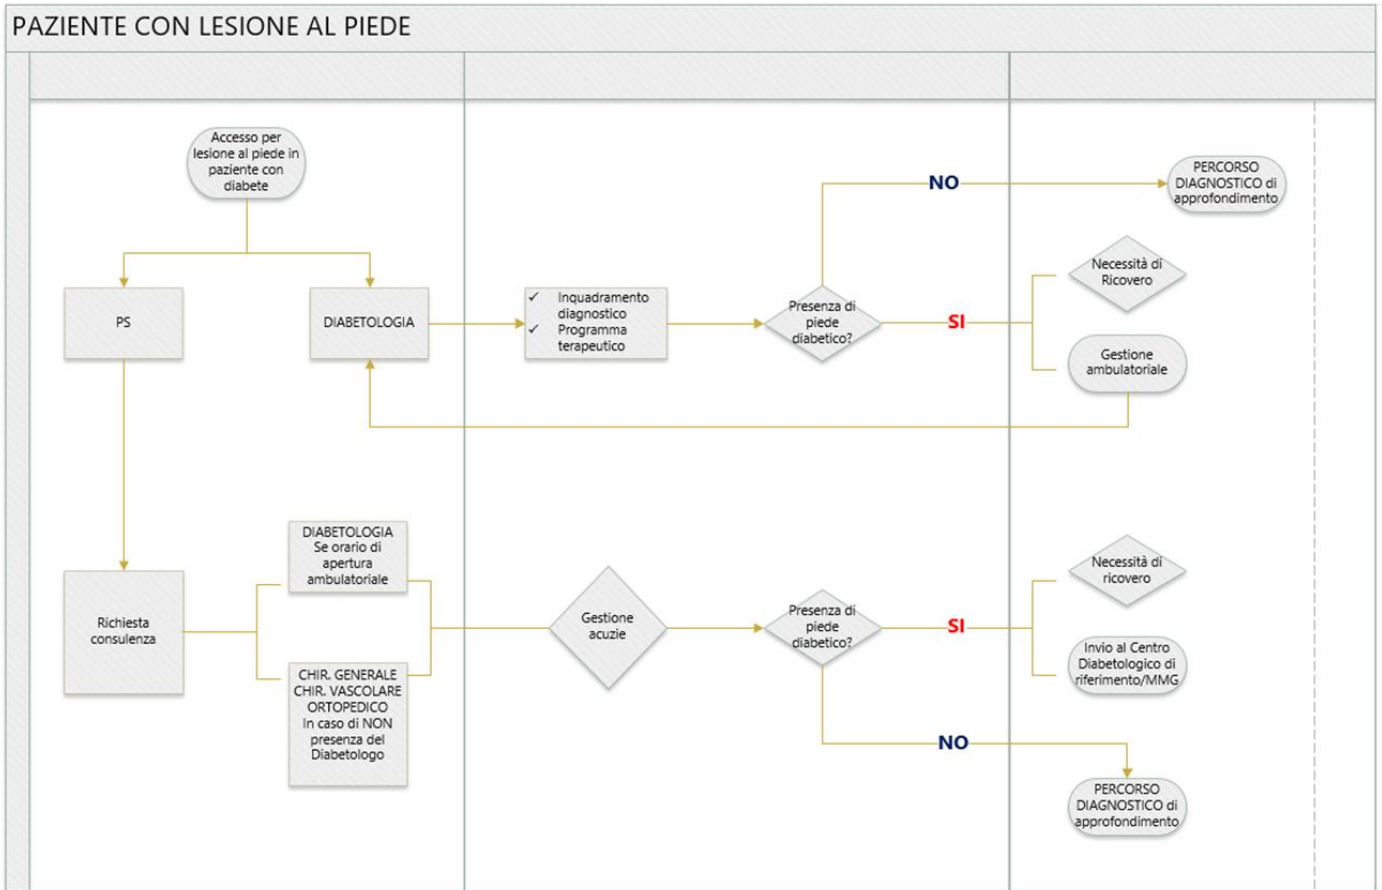 PAZIENTE CON LESIONE AL PIEDE
Accesso per
lesione al piede in
paziente con
diabete
PS
DIABETOLOGIA
✓ Inquadramento
diagnostico
✓ Programma
terapeutico
Presenza di
piede
diabetico?
NO
PERCORSO
DIAGNOSTICO di
approfondimento
SI
Necessità di
Ricovero
Gestione
ambulatoriale
Richiesta
consulenza
DIABETOLOGIA
Se orario di
apertura
ambulatoriale
CHIR. GENERALE
CHIR. VASCOLARE
ORTOPEDICO
In caso di NON
presenza del
Diabetologo
Gestione
acuzie
Presenza di
piede
diabetico?
SI
Necessità di
ricovero
Invio al Centro
Diabetologico di
riferimento/MMG
NO
PERCORSO
DIAGNOSTICO di
approfondimento